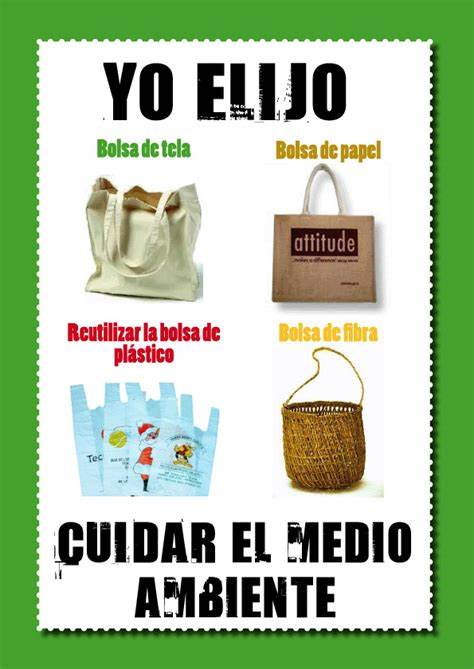 YO ELIJO
Bolsa de tela
Bolsa de papel
attitude
Reutilizar la bolsa de
plástico
Bolsa de fibra
Tec
CUIDAR EL MEDIO
AMBIENTE